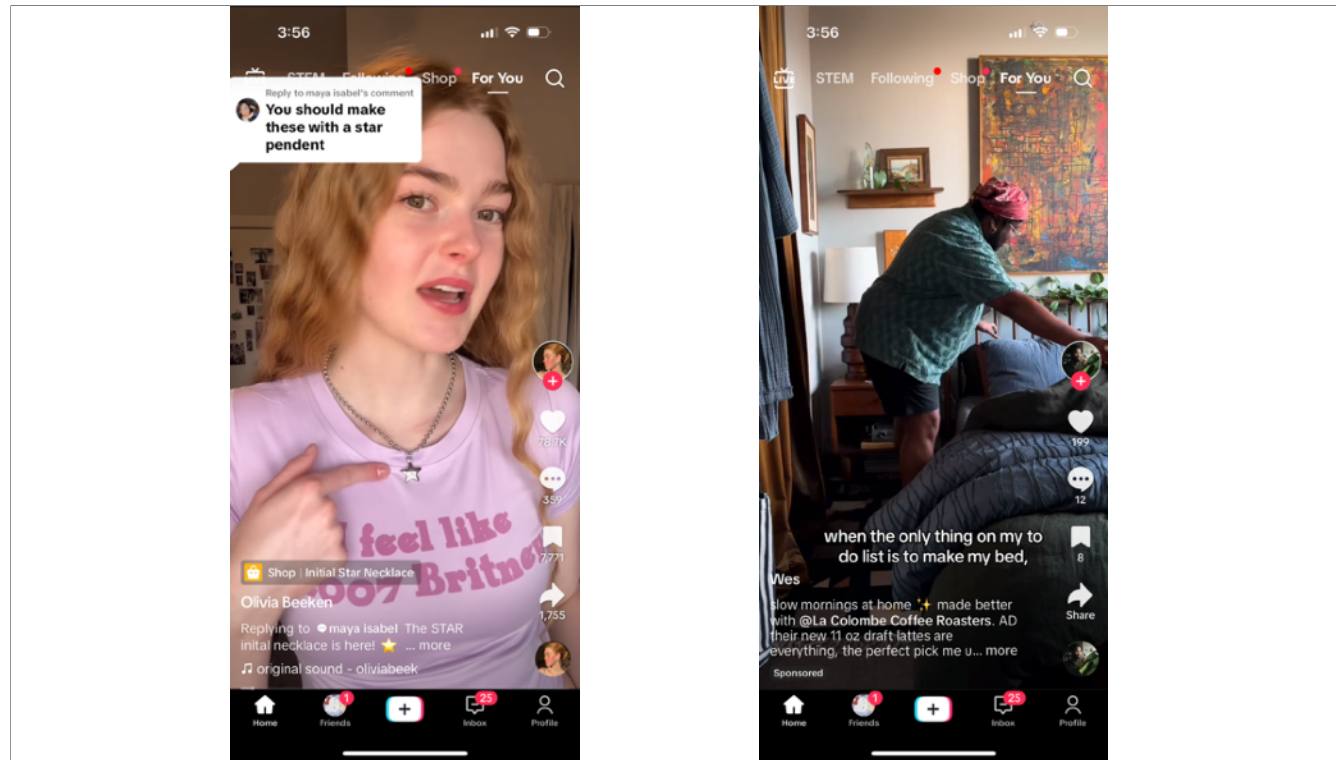 3:56
LIVE STEM Following Shop For You
Reply to maya isabel's comment
You should make
these with a star
pendent
I feel like
2007 Britney
78.7K
359
7,771
1,755
Shop | Initial Star Necklace
Olivia Beeken
Replying to maya isabel The STAR
inital necklace is here! ⭐ ... more
original sound - oliviabeek
1
25
Home
Friends
Inbox
Profile
3:56
LIVE STEM Following Shop For You
199
12
8
Share
when the only thing on my to
do list is to make my bed,
Wes
slow mornings at home ✨ made better
with @La Colombe Coffee Roasters. AD
their new 11 oz draft lattes are
everything, the perfect pick me u... more
Sponsored
1
25
Home
Friends
Inbox
Profile